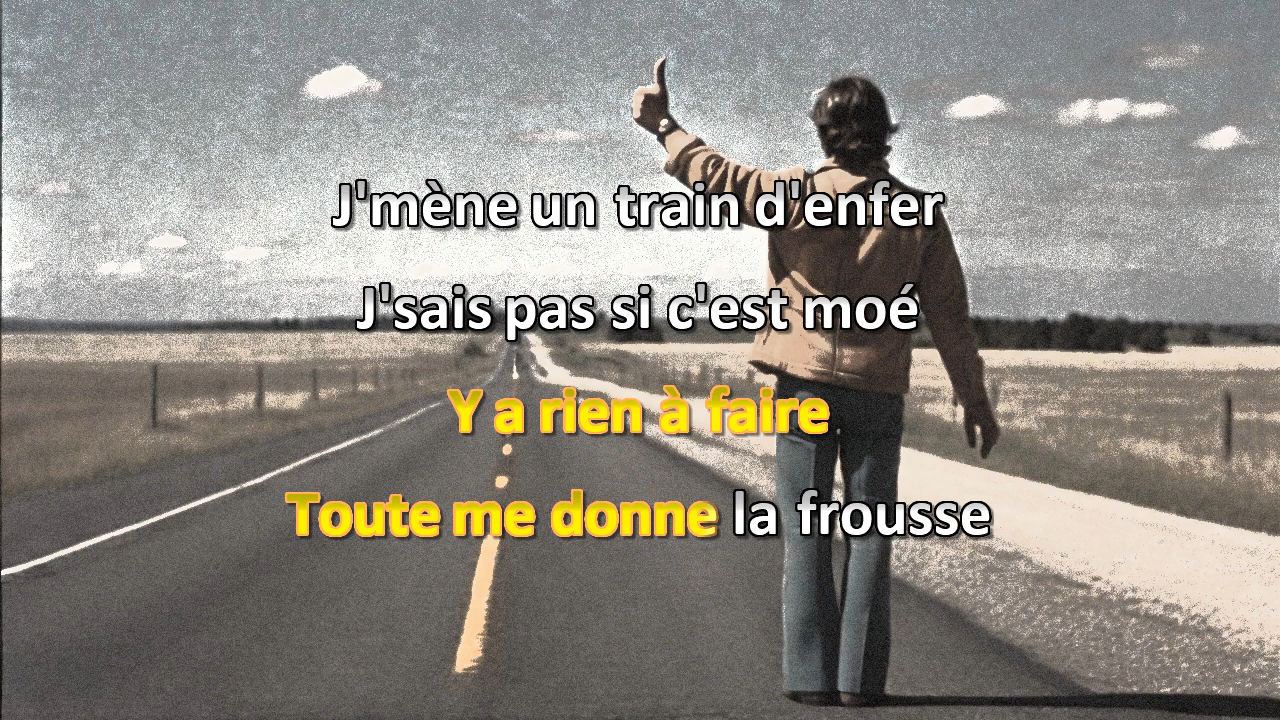 J'mène un train d'enfer
J'sais pas si c'est moé
Y a rien à faire
Toute me donne la frousse